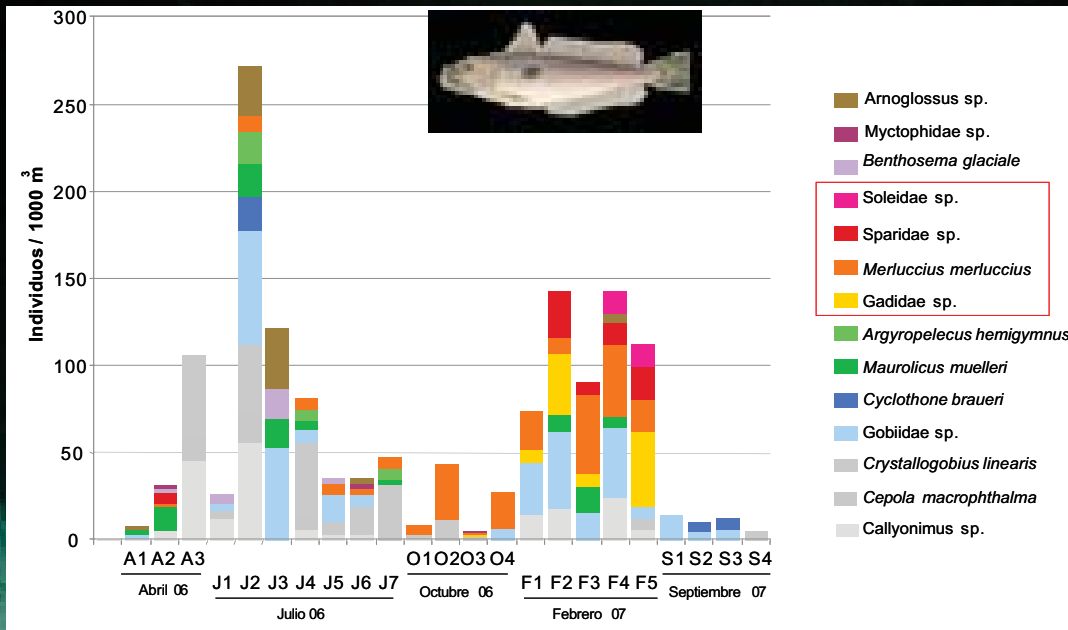 300
250
200
150
100
50
0
Individuos / 1000 m³
A1 A2 A3
Abril 06
J1 J2 J3 J4 J5 J6 J7
Julio 06
O1 O2 O3 O4
Octubre 06
F1 F2 F3 F4 F5
Febrero 07
S1 S2 S3 S4
Septiembre 07
Arnoglossus sp.
Myctophidae sp.
Benthosema glaciale
Soleidae sp.
Sparidae sp.
Merluccius merluccius
Gadidae sp.
Argyropelecus hemigymnus
Maurolicus muelleri
Cyclothone braueri
Gobiidae sp.
Crystallogobius linearis
Cepola macrophthalma
Callyonimus sp.